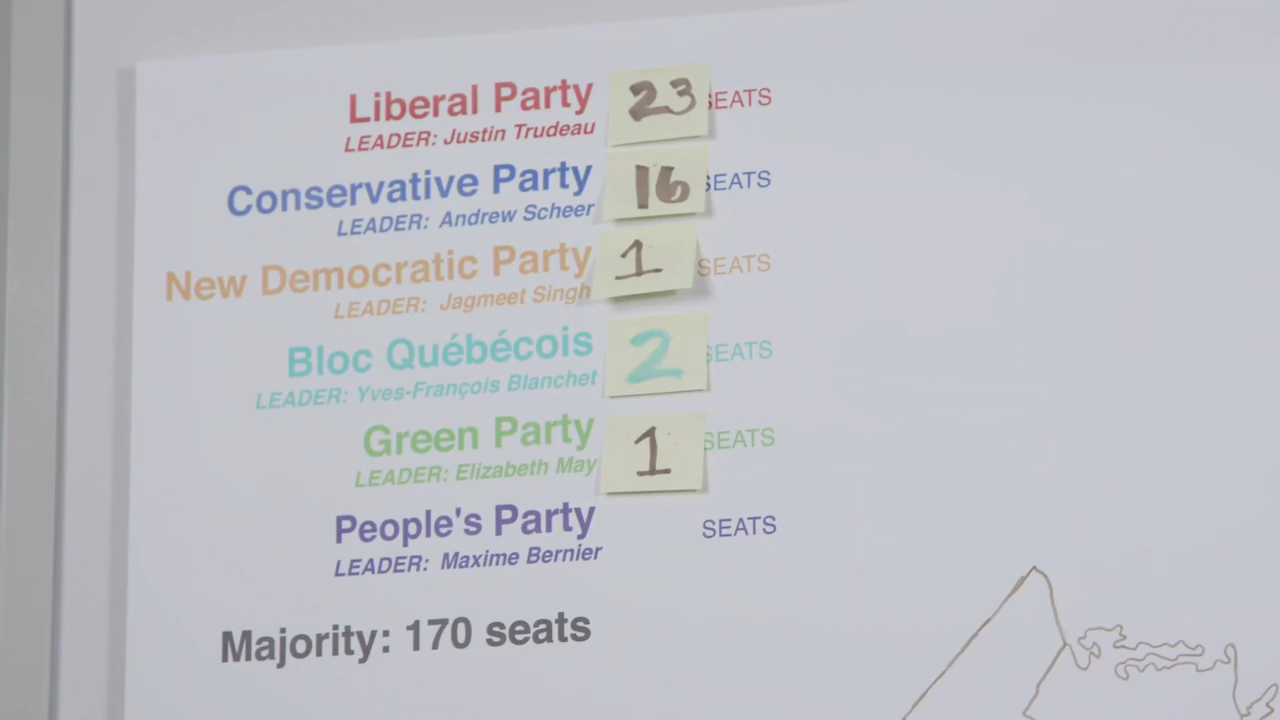 Liberal Party 23 SEATS
LEADER: Justin Trudeau
Conservative Party 16 SEATS
LEADER: Andrew Scheer
New Democratic Party 1 SEATS
LEADER: Jagmeet Singh
Bloc Québécois 2 SEATS
LEADER: Yves-François Blanchet
Green Party 1 SEATS
LEADER: Elizabeth May
People's Party SEATS
LEADER: Maxime Bernier
Majority: 170 seats